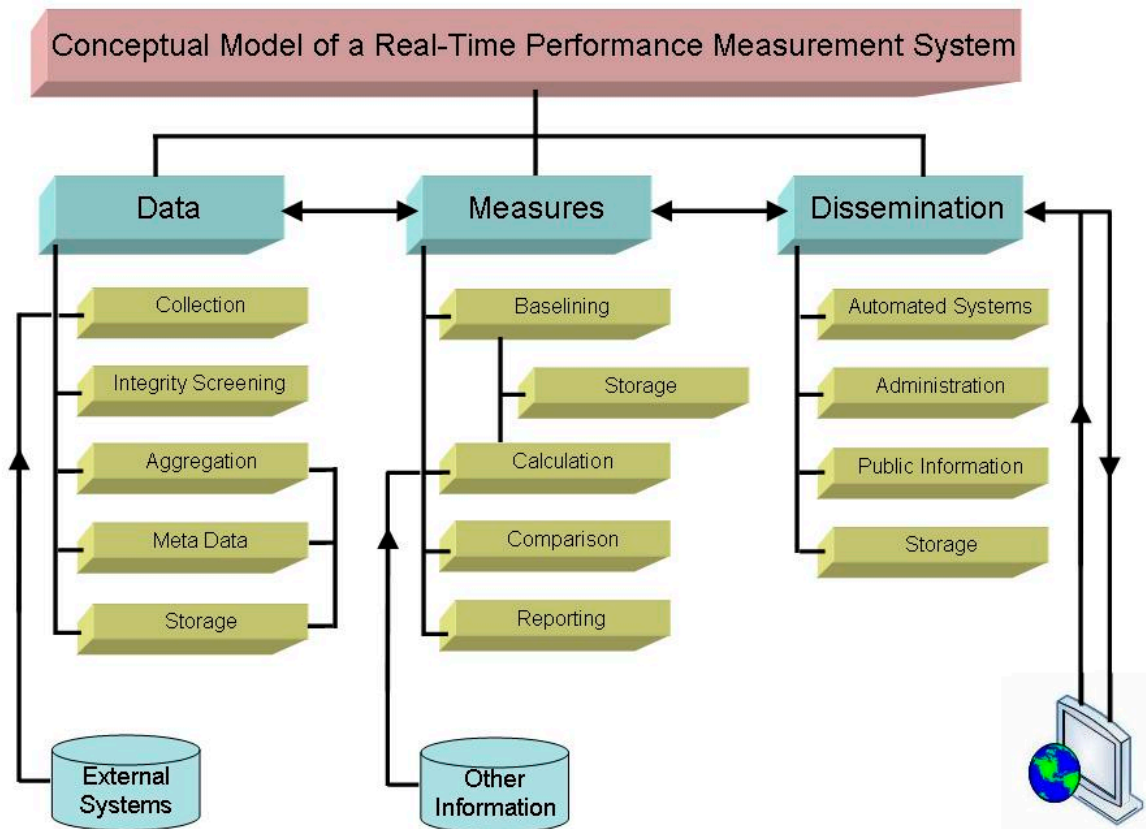 Conceptual Model of a Real-Time Performance Measurement System
Data
Measures
Dissemination
Collection
Integrity Screening
Aggregation
Meta Data
Storage
Baselining
Storage
Calculation
Comparison
Reporting
Automated Systems
Administration
Public Information
Storage
External
Systems
Other
Information